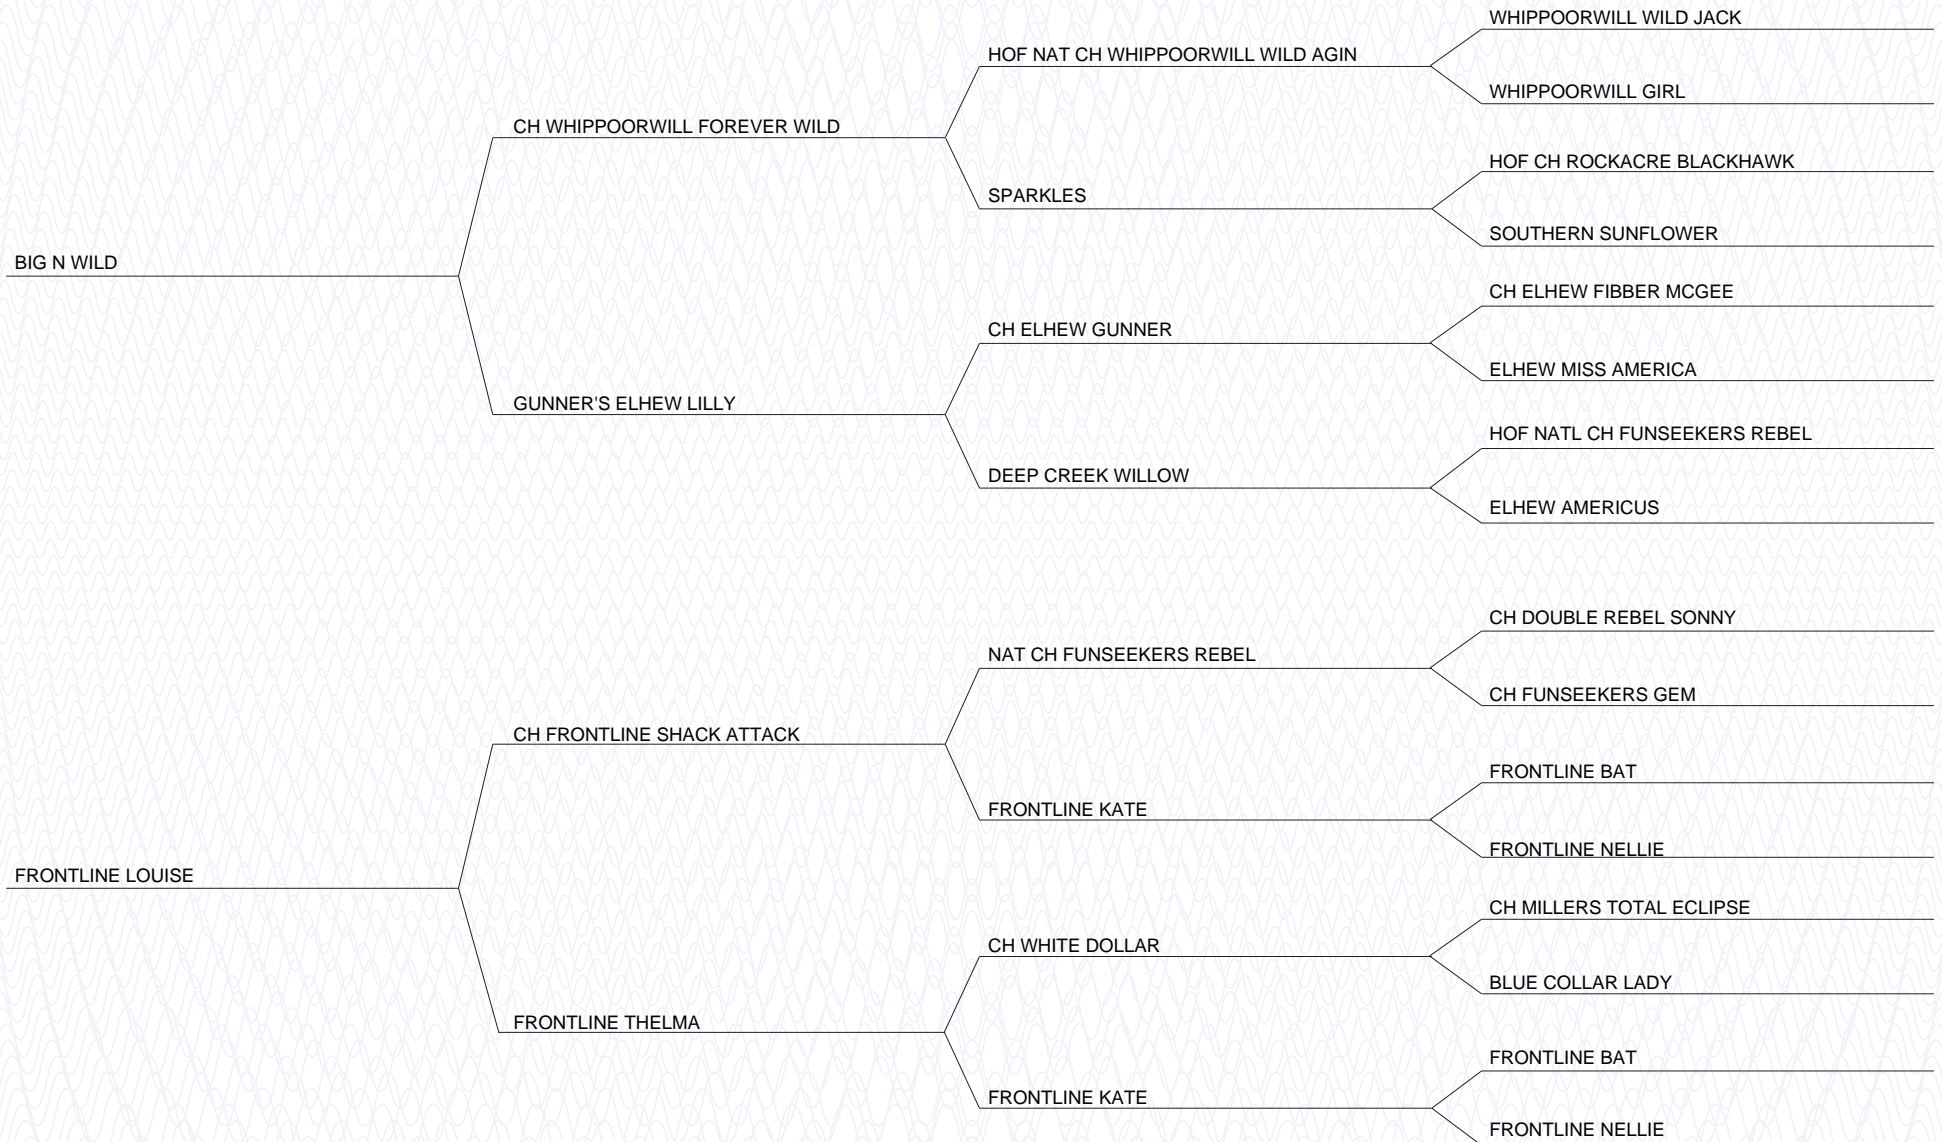 WHIPPOORWILL WILD JACK
HOF NAT CH WHIPPOORWILL WILD AGIN
WHIPPOORWILL GIRL
CH WHIPPOORWILL FOREVER WILD
HOF CH ROCKACRE BLACKHAWK
SPARKLES
SOUTHERN SUNFLOWER
BIG N WILD
CH ELHEW FIBBER MCGEE
CH ELHEW GUNNER
ELHEW MISS AMERICA
GUNNER'S ELHEW LILLY
HOF NATL CH FUNSEEKERS REBEL
DEEP CREEK WILLOW
ELHEW AMERICUS
CH DOUBLE REBEL SONNY
NAT CH FUNSEEKERS REBEL
CH FUNSEEKERS GEM
CH FRONTLINE SHACK ATTACK
FRONTLINE BAT
FRONTLINE KATE
FRONTLINE NELLIE
FRONTLINE LOUISE
CH MILLERS TOTAL ECLIPSE
CH WHITE DOLLAR
BLUE COLLAR LADY
FRONTLINE THELMA
FRONTLINE BAT
FRONTLINE KATE
FRONTLINE NELLIE